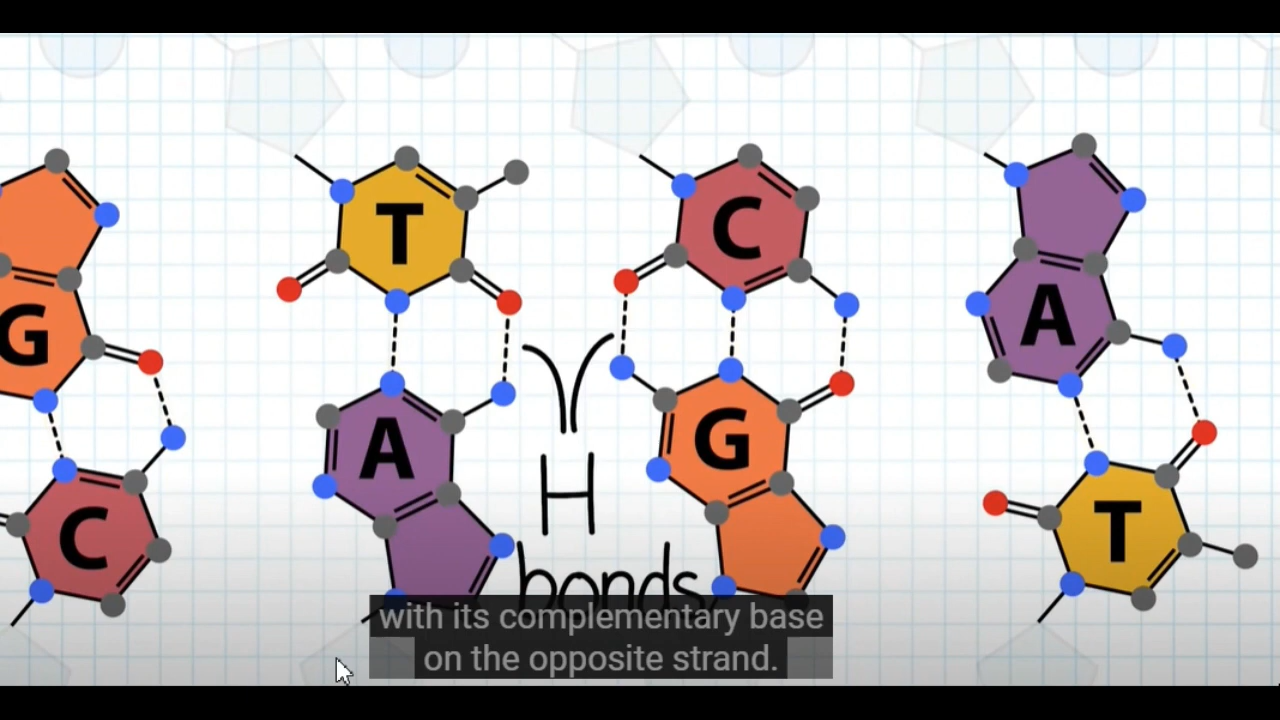 T
C
A
G
A
G
C
T
H
bonds
with its complementary base
on the opposite strand.